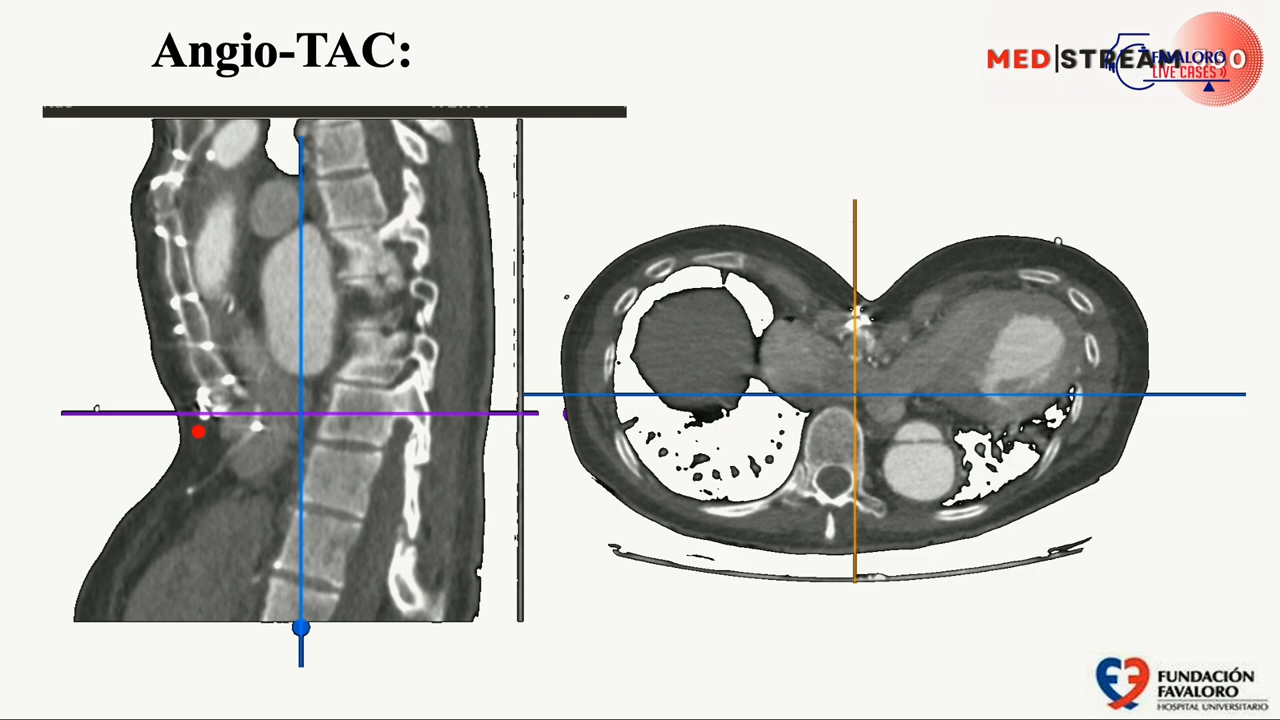 Angio-TAC:
MED|STREAM
FAVALORO
LIVE CASES
FUNDACIÓN
FAVALORO
HOSPITAL UNIVERSITARIO